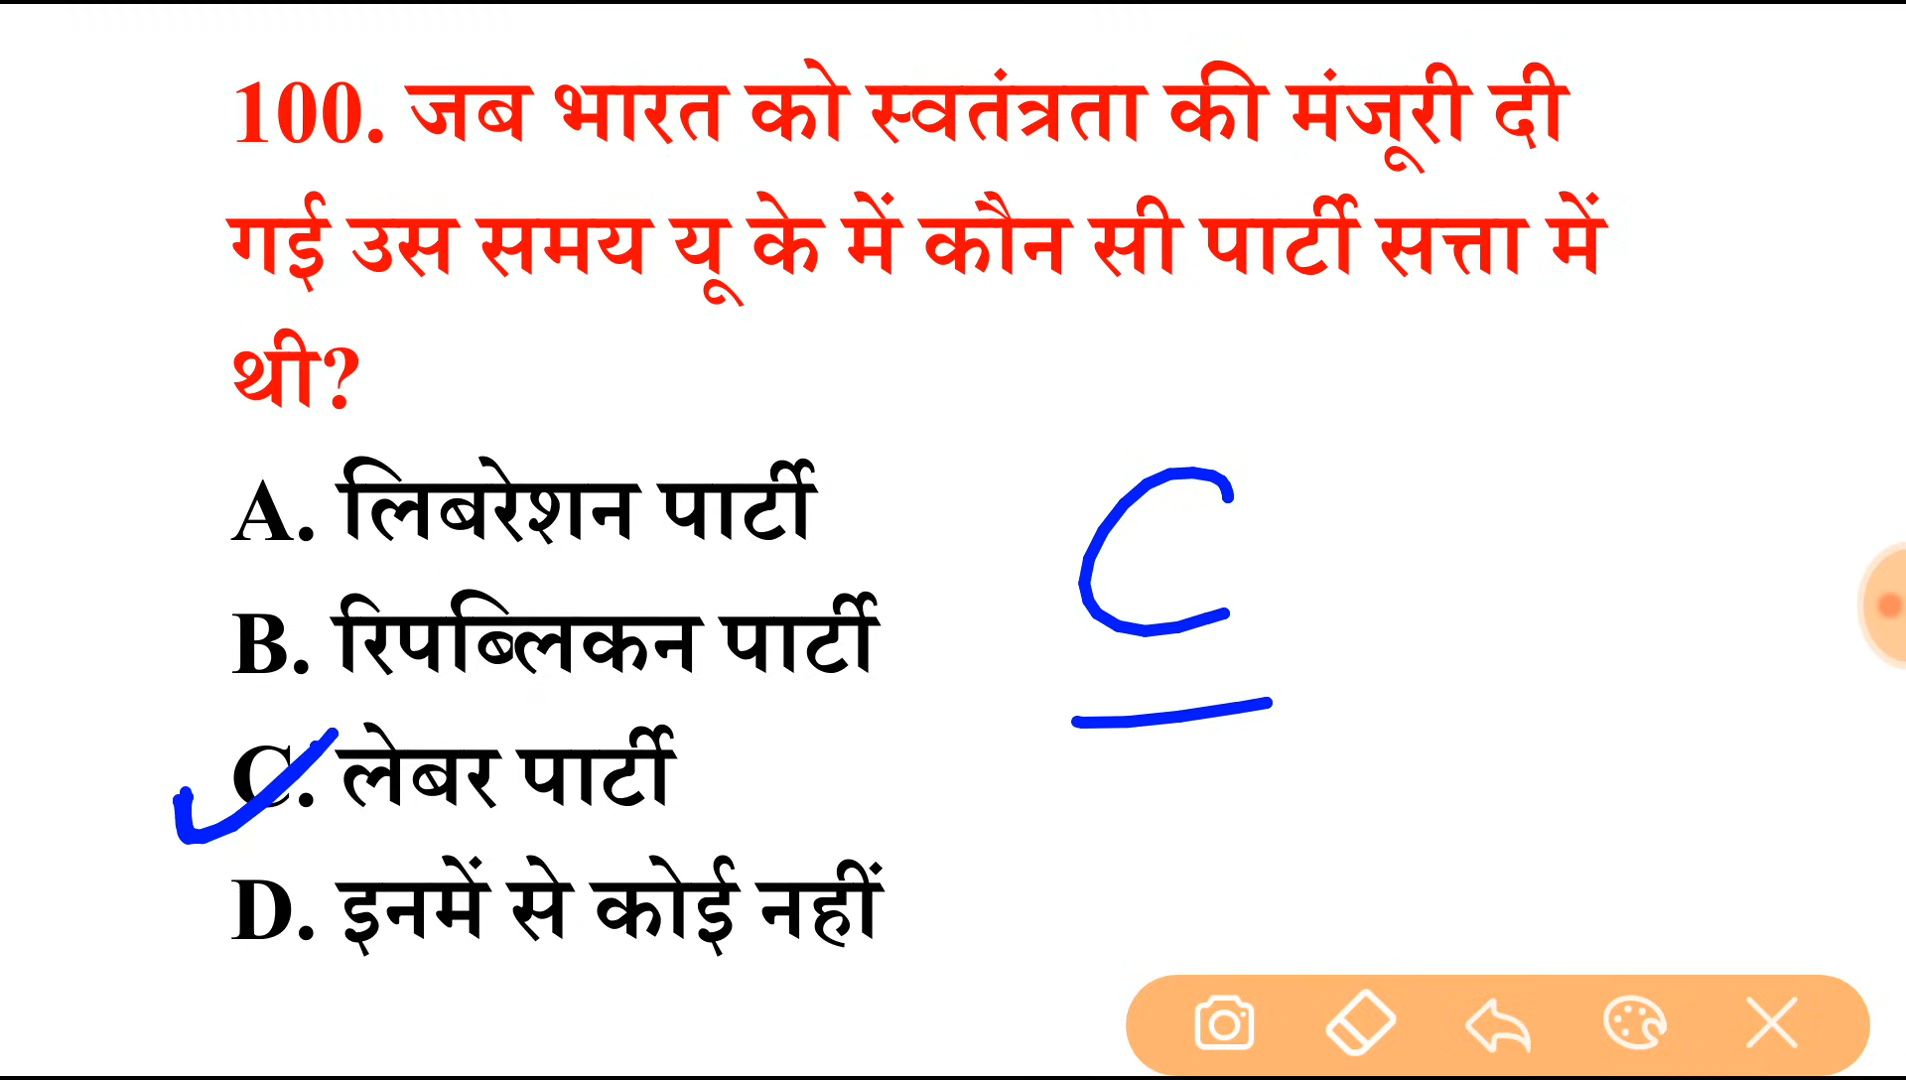 100. जब भारत को स्वतंत्रता की मंजूरी दी
गई उस समय यू के में कौन सी पार्टी सत्ता में
थी?
A. लिबरेशन पार्टी
B. रिपब्लिकन पार्टी
C. लेबर पार्टी
D. इनमें से कोई नहीं
C